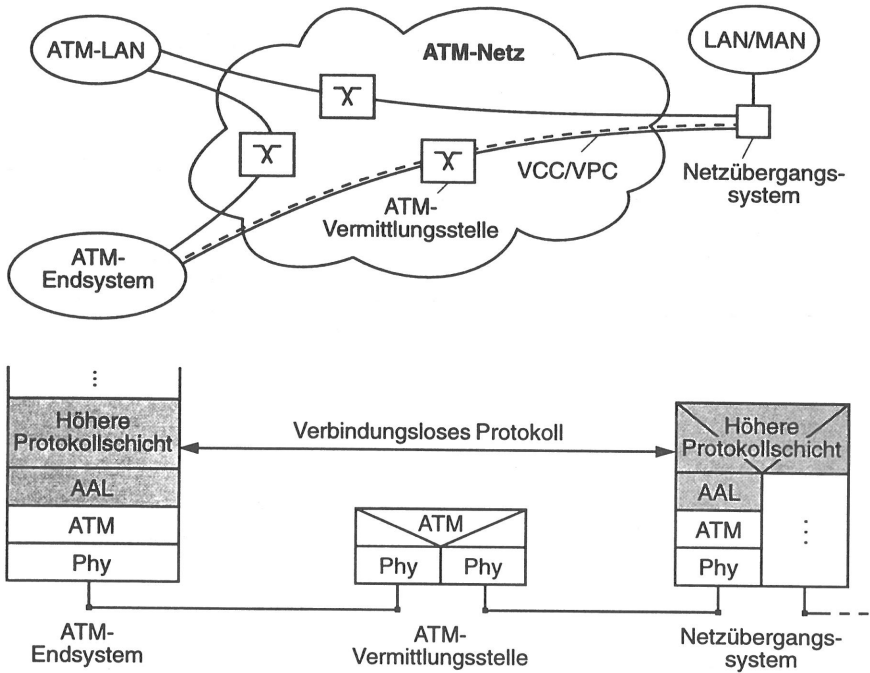 ATM-LAN
ATM-Netz
LAN/MAN
VCC/VPC
Netzübergangs-
system
ATM-
Vermittlungsstelle
ATM-
Endsystem
⋮
Höhere
Protokollschicht
AAL
ATM
Phy
Verbindungsloses Protokoll
ATM
Phy
Phy
Höhere
Protokollschicht
AAL
ATM
Phy
⋮
ATM-
Endsystem
ATM-
Vermittlungsstelle
Netzübergangs-
system